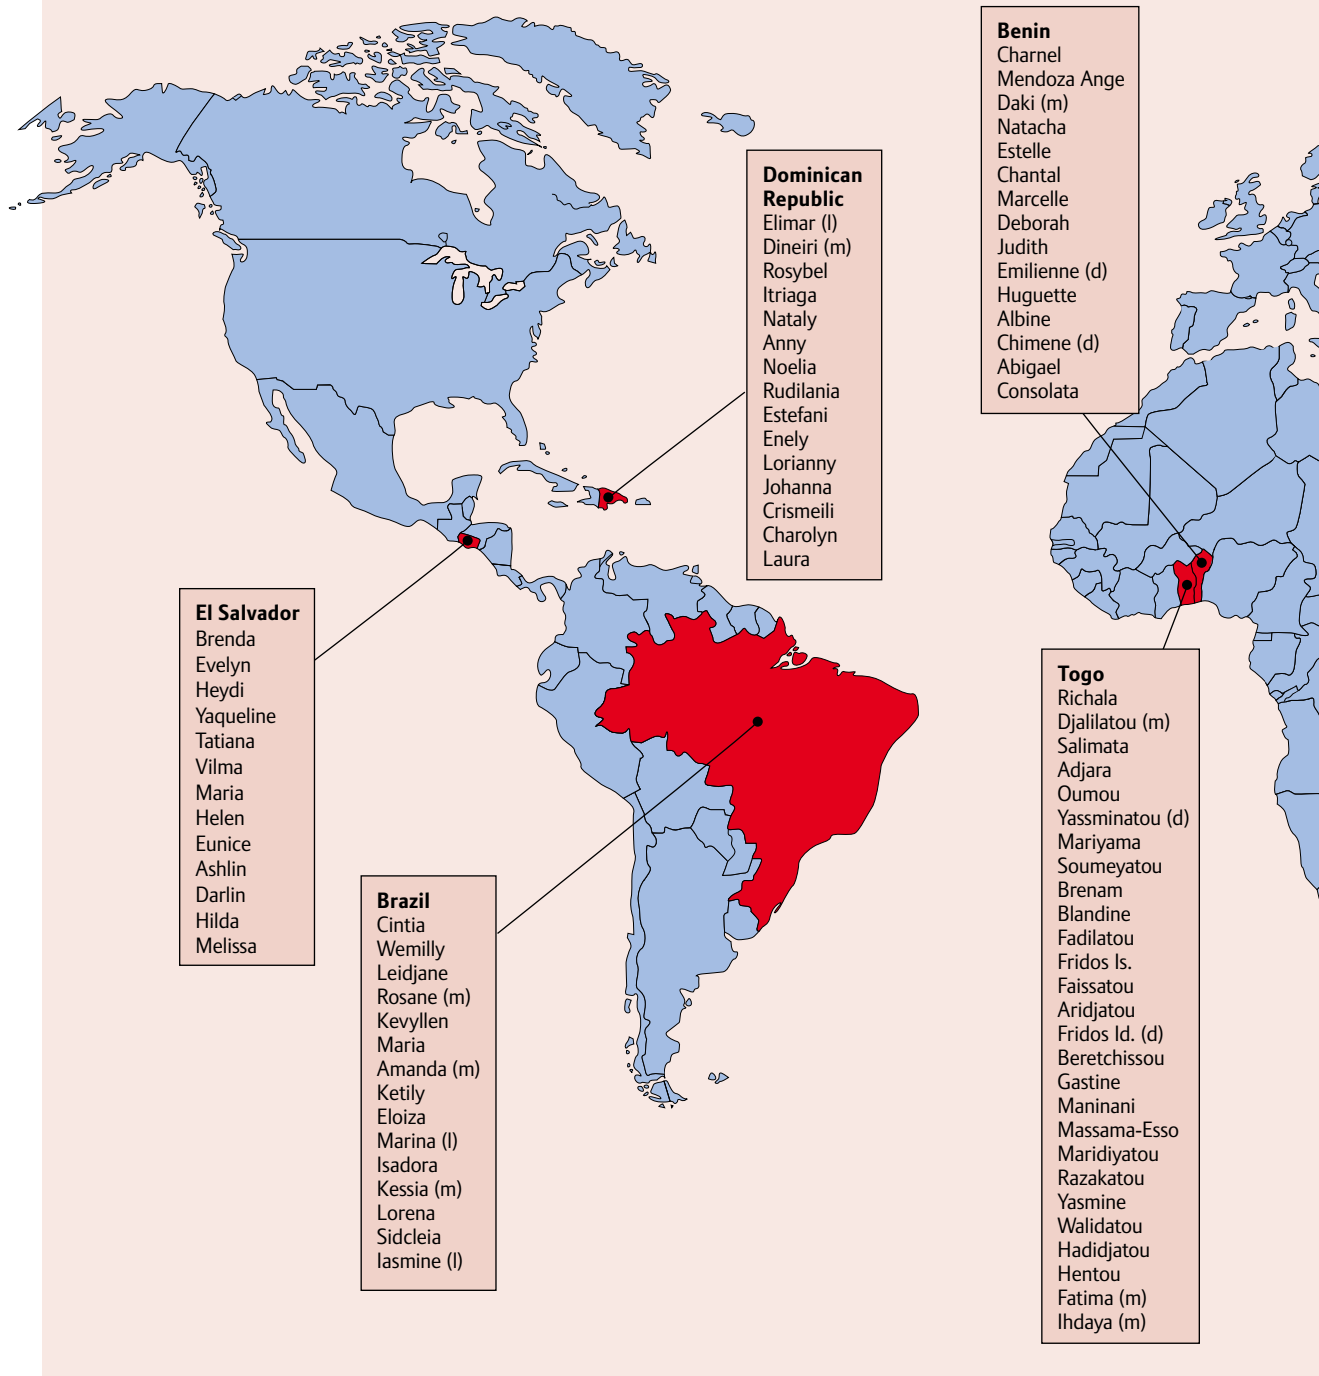 Benin
Charnel
Mendoza Ange
Daki (m)
Natacha
Estelle
Chantal
Marcelle
Deborah
Judith
Emilienne (d)
Huguette
Albine
Chimene (d)
Abigael
Consolata
Dominican
Republic
Elimar (l)
Dineiri (m)
Rosybel
Itriaga
Nataly
Anny
Noelia
Rudilania
Estefani
Enely
Lorianny
Johanna
Crismeili
Charolyn
Laura
El Salvador
Brenda
Evelyn
Heydi
Yaqueline
Tatiana
Vilma
Maria
Helen
Eunice
Ashlin
Darlin
Hilda
Melissa
Brazil
Cintia
Wemilly
Leidjane
Rosane (m)
Kevyllen
Maria
Amanda (m)
Ketily
Eloiza
Marina (l)
Isadora
Kessia (m)
Lorena
Sidcleia
Iasmine (l)
Togo
Richala
Djalilatou (m)
Salimata
Adjara
Oumou
Yassminatou (d)
Mariyama
Soumeyatou
Brenam
Blandine
Fadilatou
Fridos Is.
Faissatou
Aridjatou
Fridos Id. (d)
Beretchissou
Gastine
Maninani
Massama-Esso
Maridiyatou
Razakatou
Yasmine
Walidatou
Hadidjatou
Hentou
Fatima (m)
Ihdaya (m)